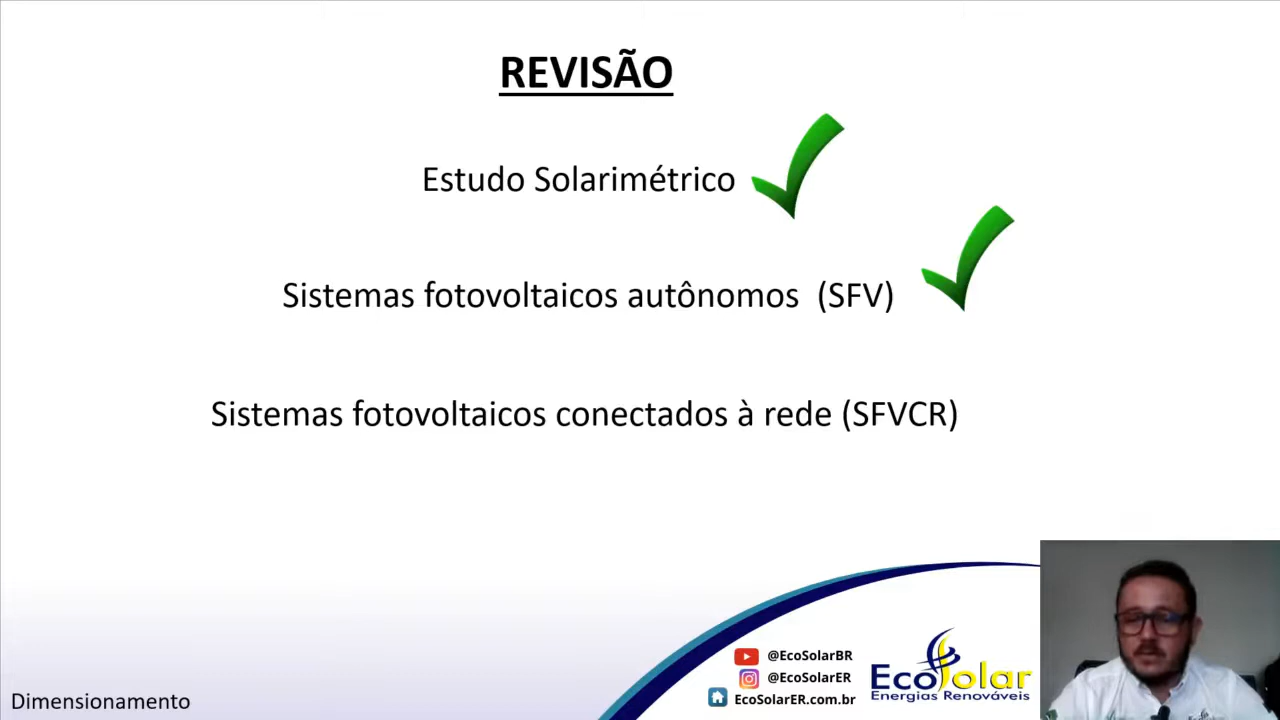 REVISÃO
Estudo Solarimétrico
Sistemas fotovoltaicos autônomos (SFV)
Sistemas fotovoltaicos conectados à rede (SFVCR)
@EcoSolarBR
@EcoSolarER
EcoSolarER.com.br
EcoSolar
Energias Renováveis
Dimensionamento